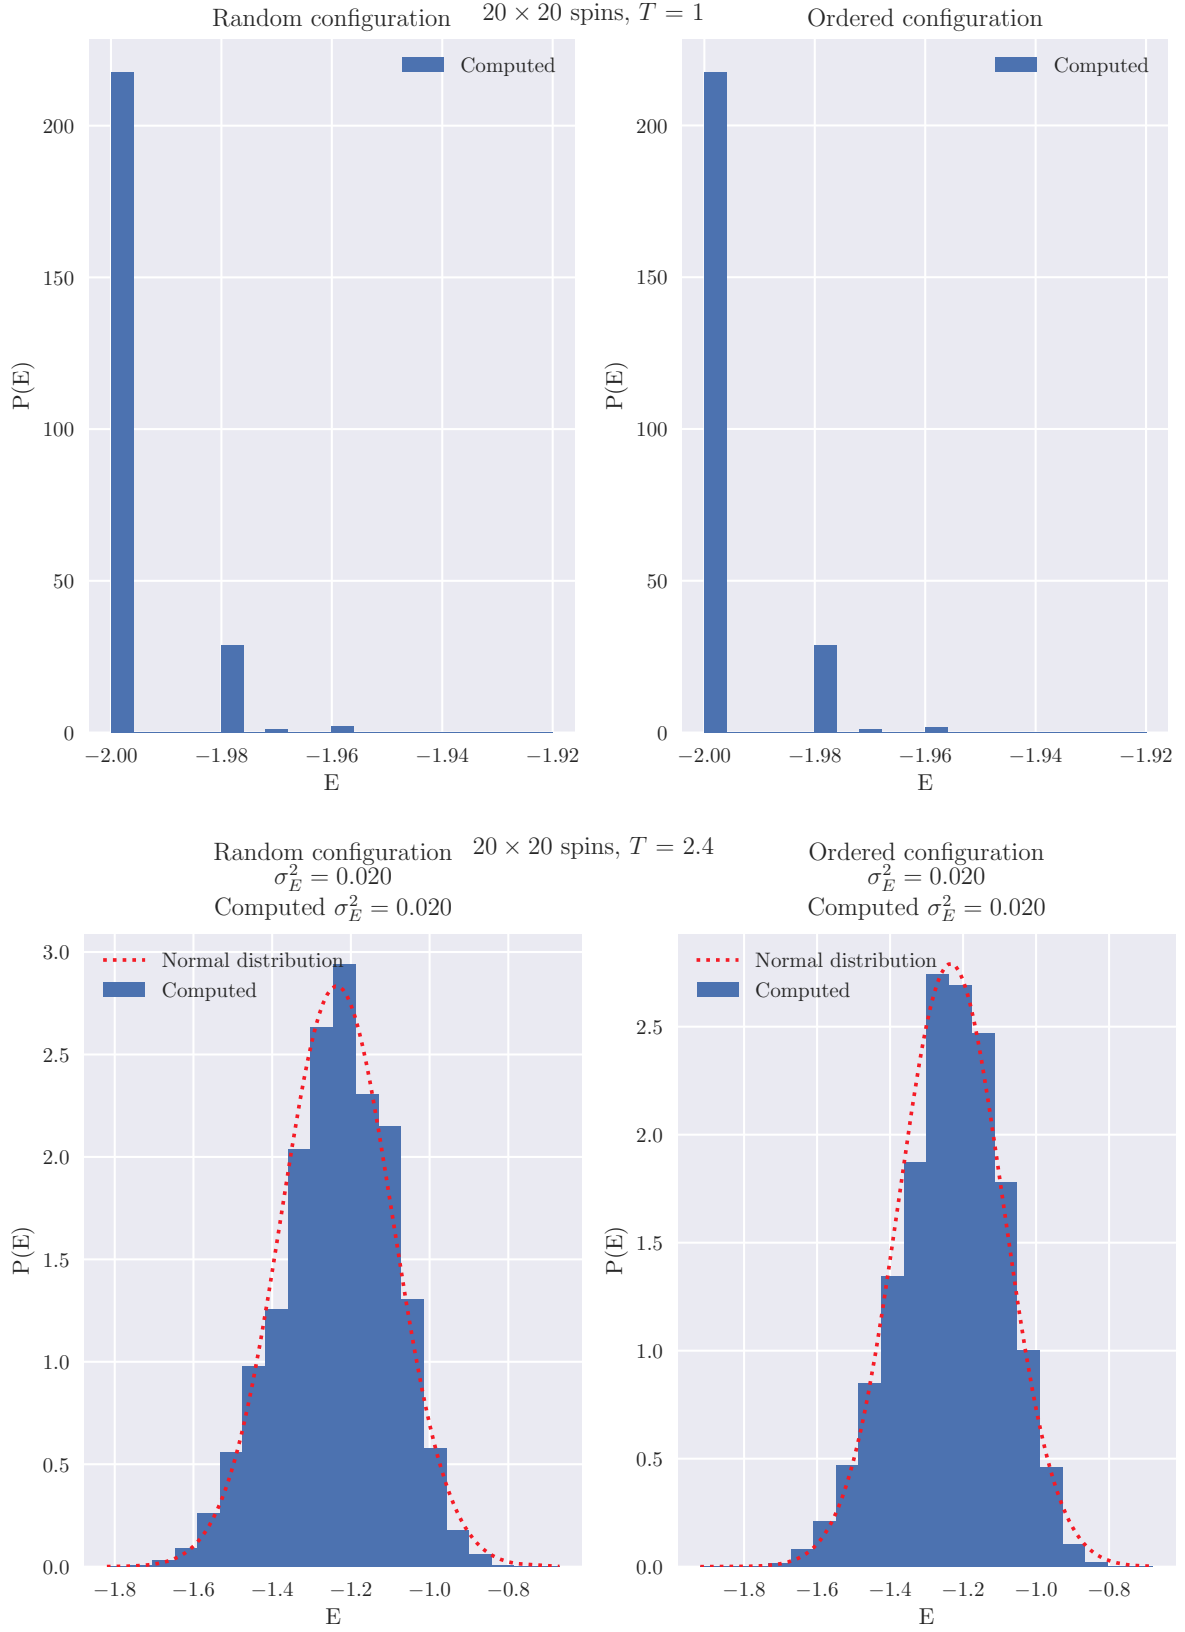 20 × 20 spins, T = 1
Random configuration
Computed
P(E)
200
150
100
50
0
−2.00 −1.98 −1.96 −1.94 −1.92
E
Ordered configuration
Computed
P(E)
200
150
100
50
0
−2.00 −1.98 −1.96 −1.94 −1.92
E
20 × 20 spins, T = 2.4
Random configuration
σ²_E = 0.020
Computed σ²_E = 0.020
Normal distribution
Computed
P(E)
3.0
2.5
2.0
1.5
1.0
0.5
0.0
−1.8 −1.6 −1.4 −1.2 −1.0 −0.8
E
Ordered configuration
σ²_E = 0.020
Computed σ²_E = 0.020
Normal distribution
Computed
P(E)
2.5
2.0
1.5
1.0
0.5
0.0
−1.8 −1.6 −1.4 −1.2 −1.0 −0.8
E